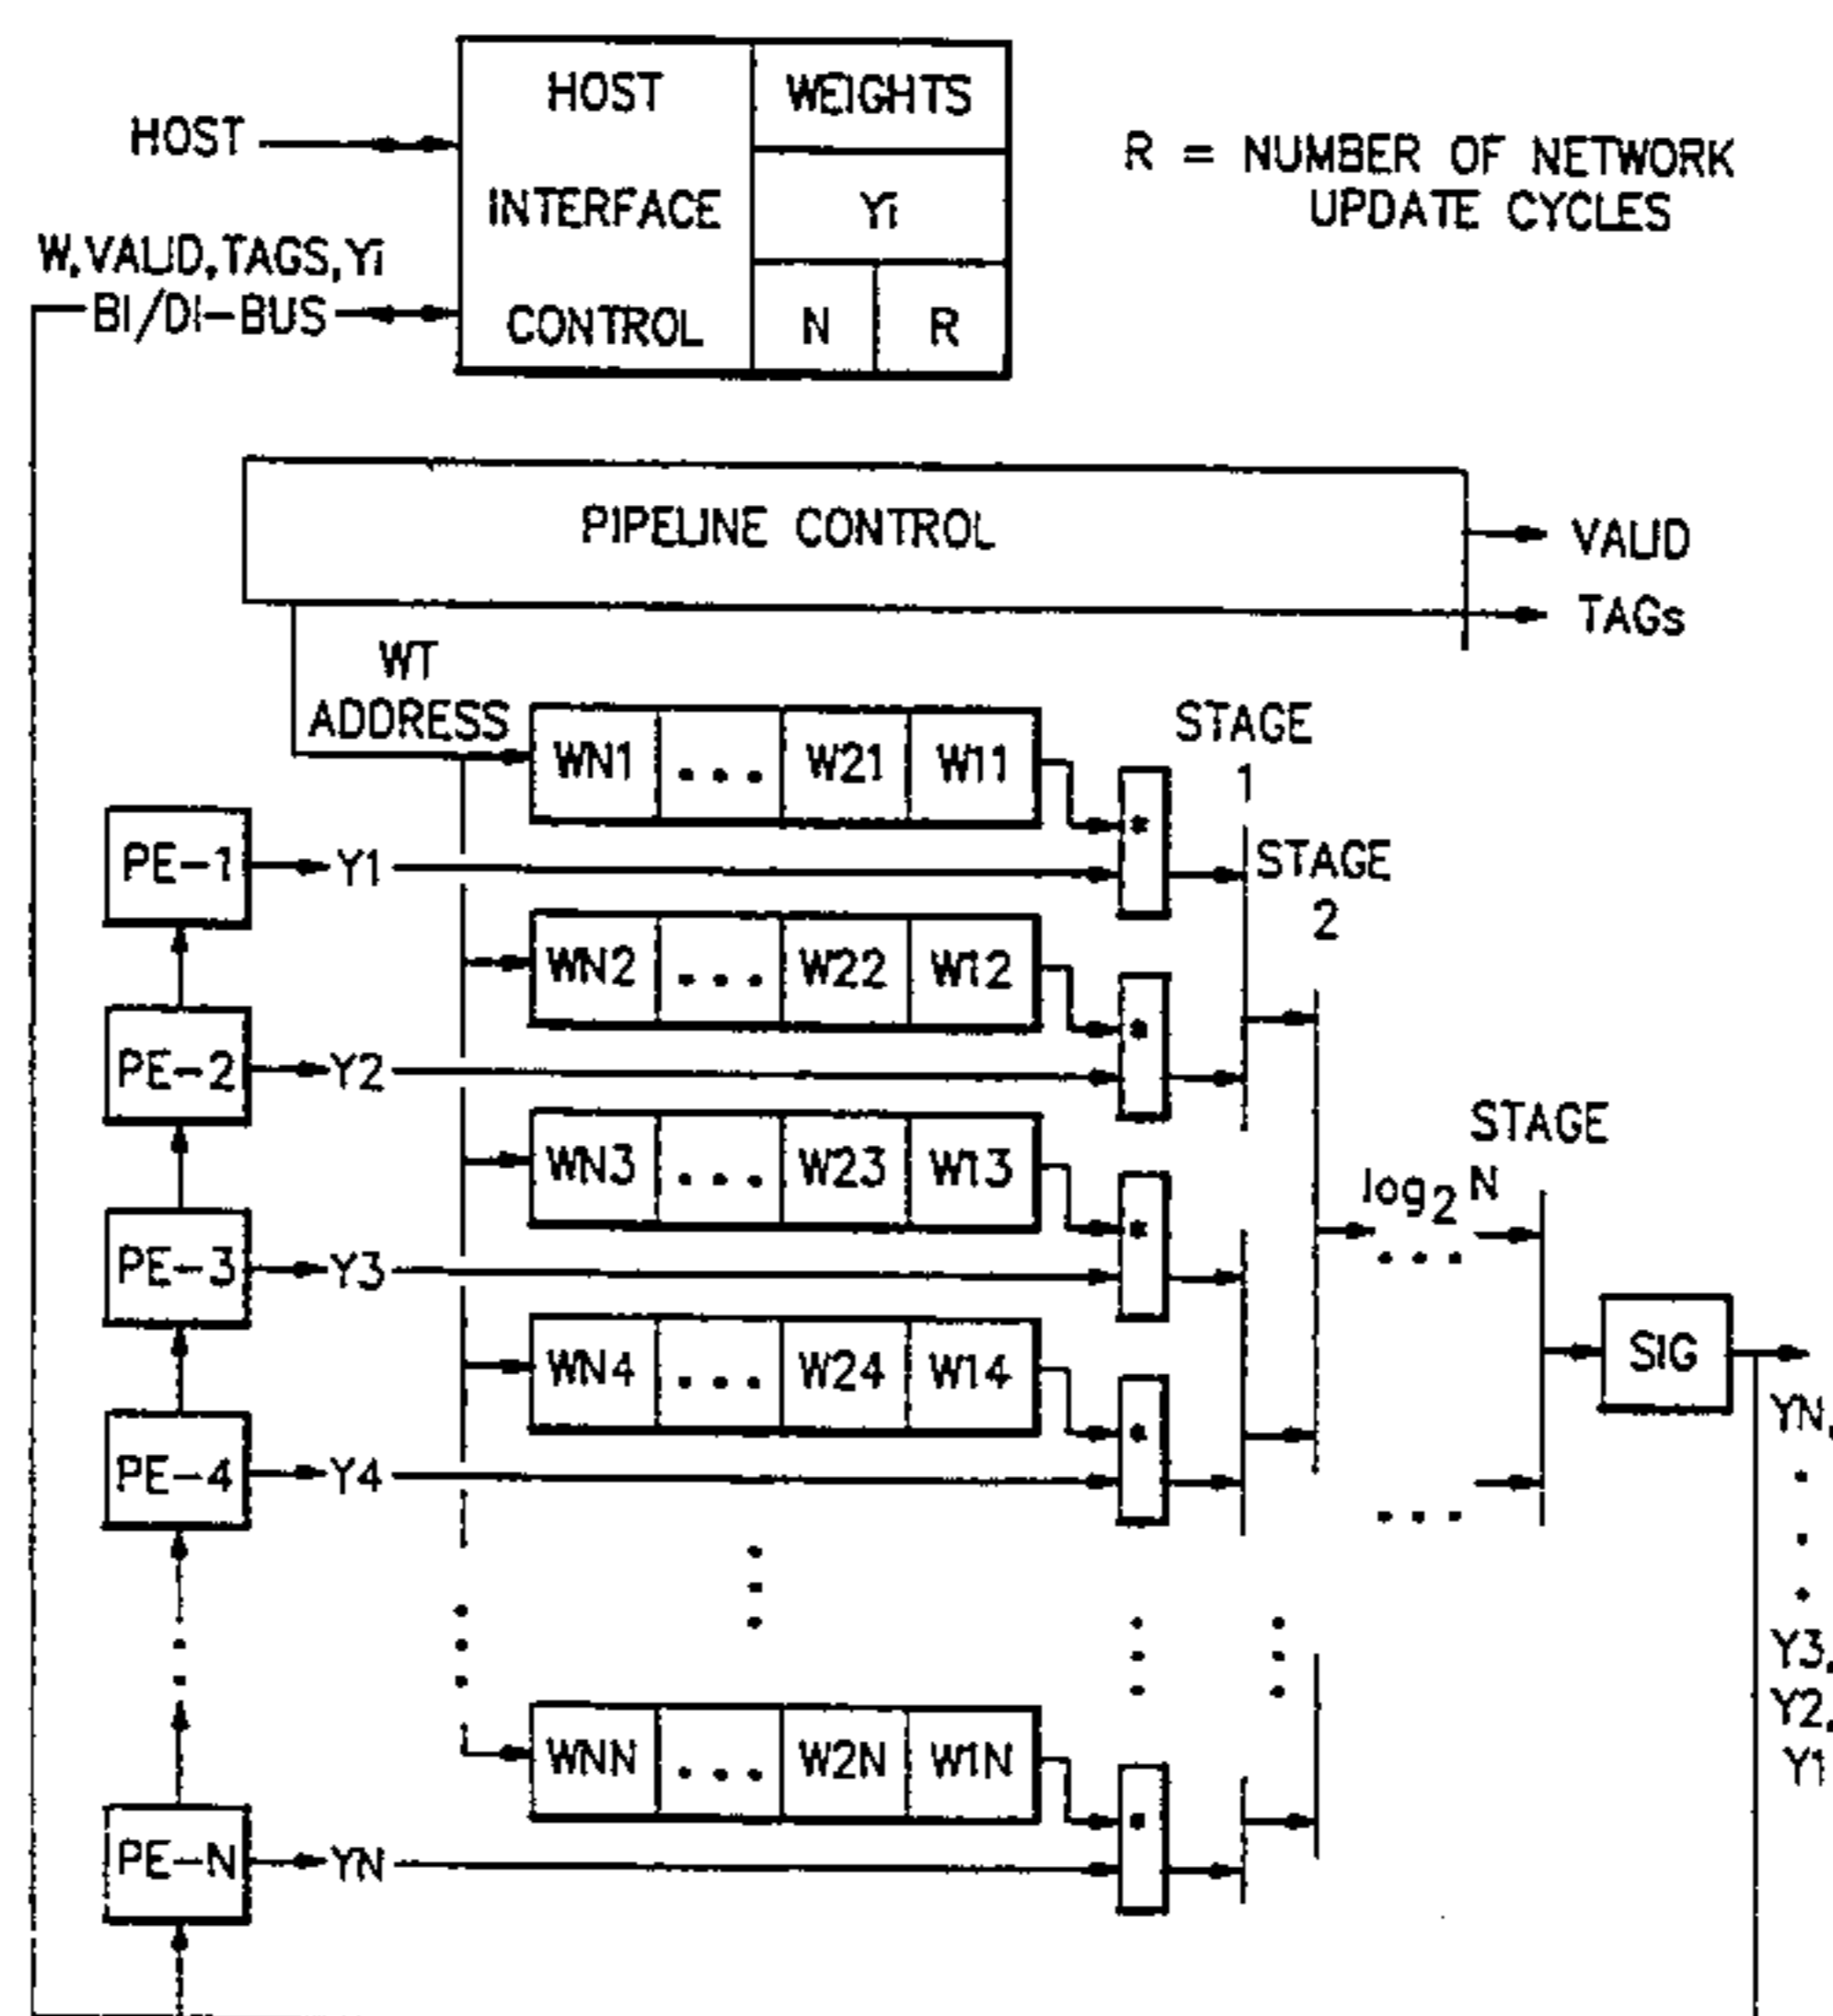 HOST
WEIGHTS
HOST
INTERFACE
Yi
R = NUMBER OF NETWORK
UPDATE CYCLES
W,VALID,TAGS,Yi
BI/DI-BUS
CONTROL
N
R
PIPELINE CONTROL
VALID
TAGs
WT
ADDRESS
WN1 ... W21 W11
STAGE
1
*
PE-1
Y1
STAGE
2
WN2 ... W22 W12
*
PE-2
Y2
WN3 ... W23 W13
STAGE
log2 N
*
...
PE-3
Y3
WN4 ... W24 W14
SIG
*
YN,
PE-4
Y4
...
Y3,
Y2,
Y1
WNN ... W2N W1N
*
PE-N
YN